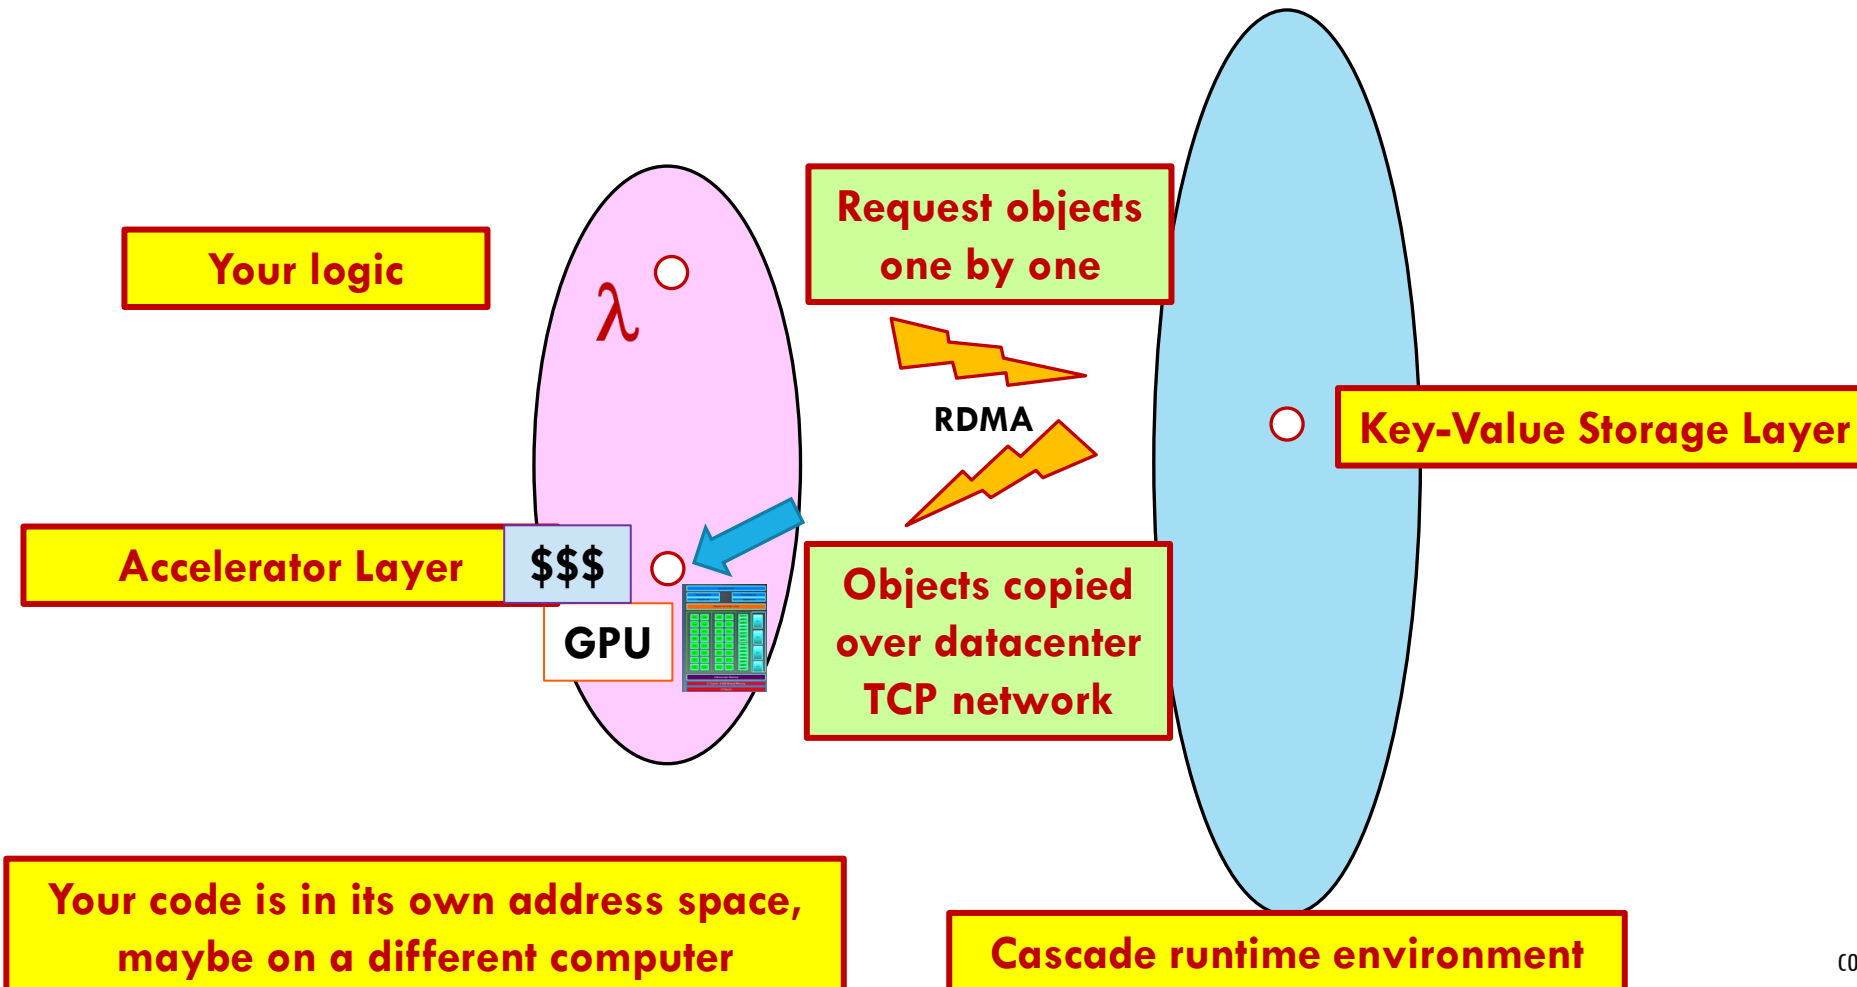 Request objects
one by one
Your logic
λ
RDMA
Key-Value Storage Layer
Accelerator Layer
$$$
GPU
Objects copied
over datacenter
TCP network
Your code is in its own address space,
maybe on a different computer
Cascade runtime environment